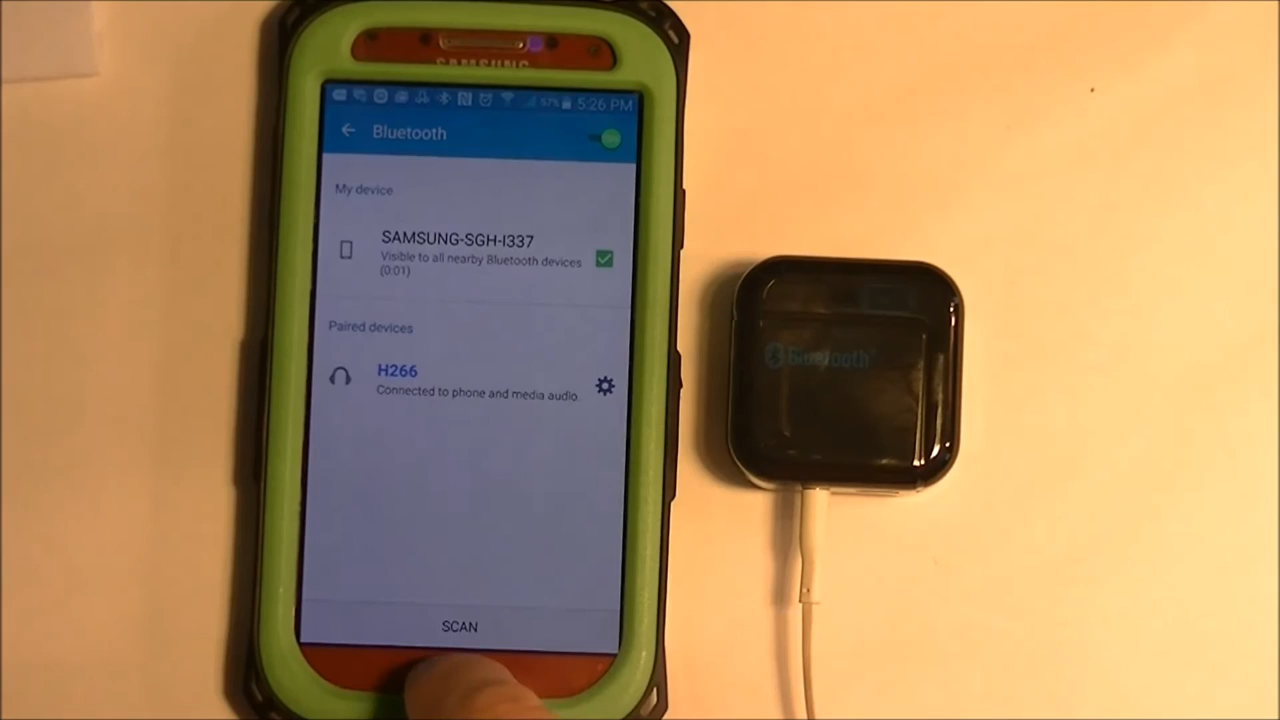 SAMSUNG
57% 5:26 PM
Bluetooth
My device
SAMSUNG-SGH-I337
Visible to all nearby Bluetooth devices
(0:01)
Paired devices
H266
Connected to phone and media audio
SCAN
Bluetooth